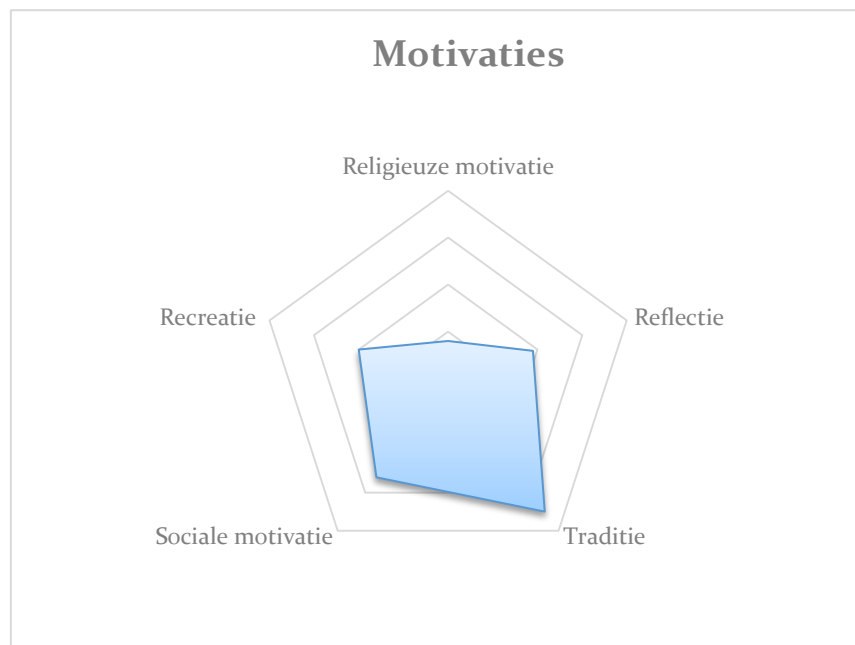 Motivaties
Religieuze motivatie
Recreatie
Reflectie
Sociale motivatie
Traditie